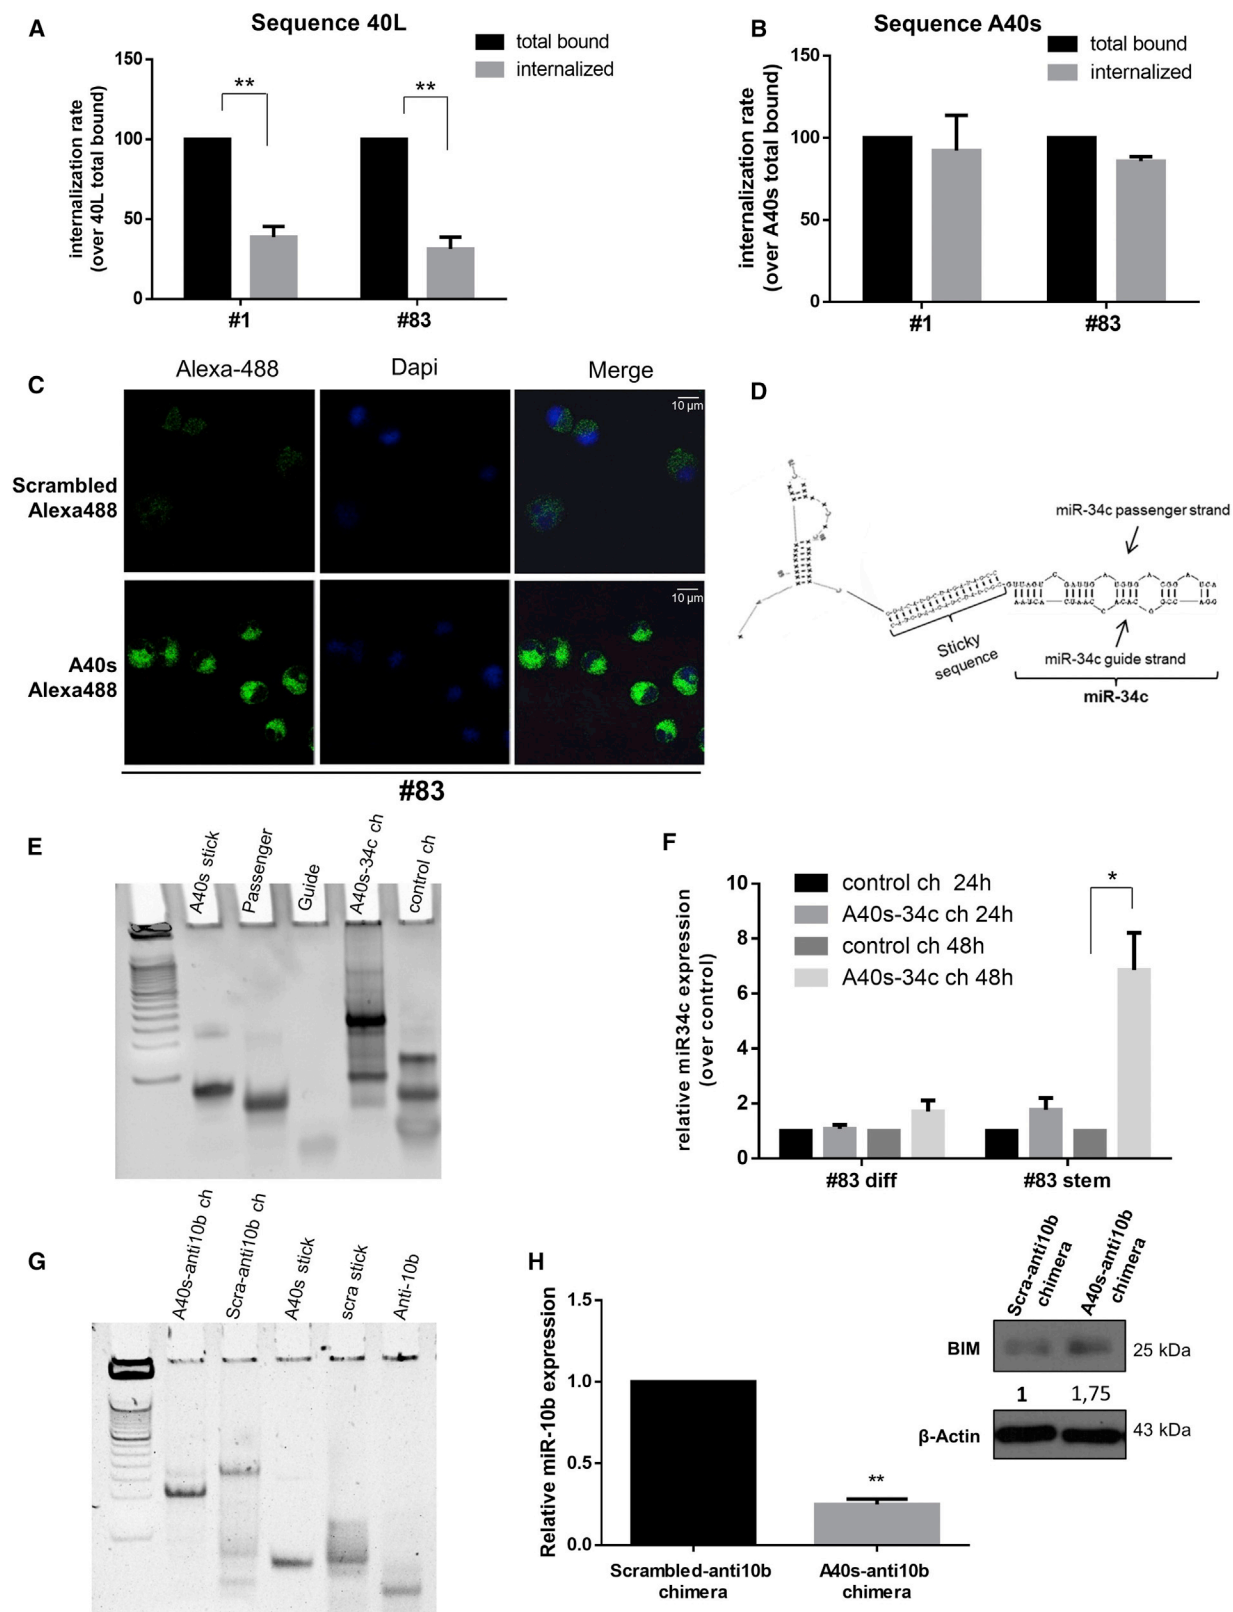 A
Sequence 40L
total bound
internalized
internalization rate
(over 40L total bound)
150
100
50
0
**
**
#1
#83
B
Sequence A40s
total bound
internalized
internalization rate
(over A40s total bound)
150
100
50
0
#1
#83
C
Alexa-488
Dapi
Merge
Scrambled
Alexa488
10 µm
A40s
Alexa488
10 µm
#83
D
miR-34c passenger strand
Sticky
sequence
miR-34c guide strand
miR-34c
E
A40s stick
Passenger
Guide
A40s-34c ch
control ch
F
relative miR34c expression
(over control)
10
8
6
4
2
0
control ch 24h
A40s-34c ch 24h
control ch 48h
A40s-34c ch 48h
*
#83 diff
#83 stem
G
A40s-anti10b ch
Scra-anti10b ch
A40s stick
scra stick
Anti-10b
H
Relative miR-10b expression
1.5
1.0
0.5
0.0
**
Scrambled-anti10b
chimera
A40s-anti10b
chimera
Scra-anti10b
chimera
A40s-anti10b
chimera
BIM
25 kDa
1
1,75
β-Actin
43 kDa